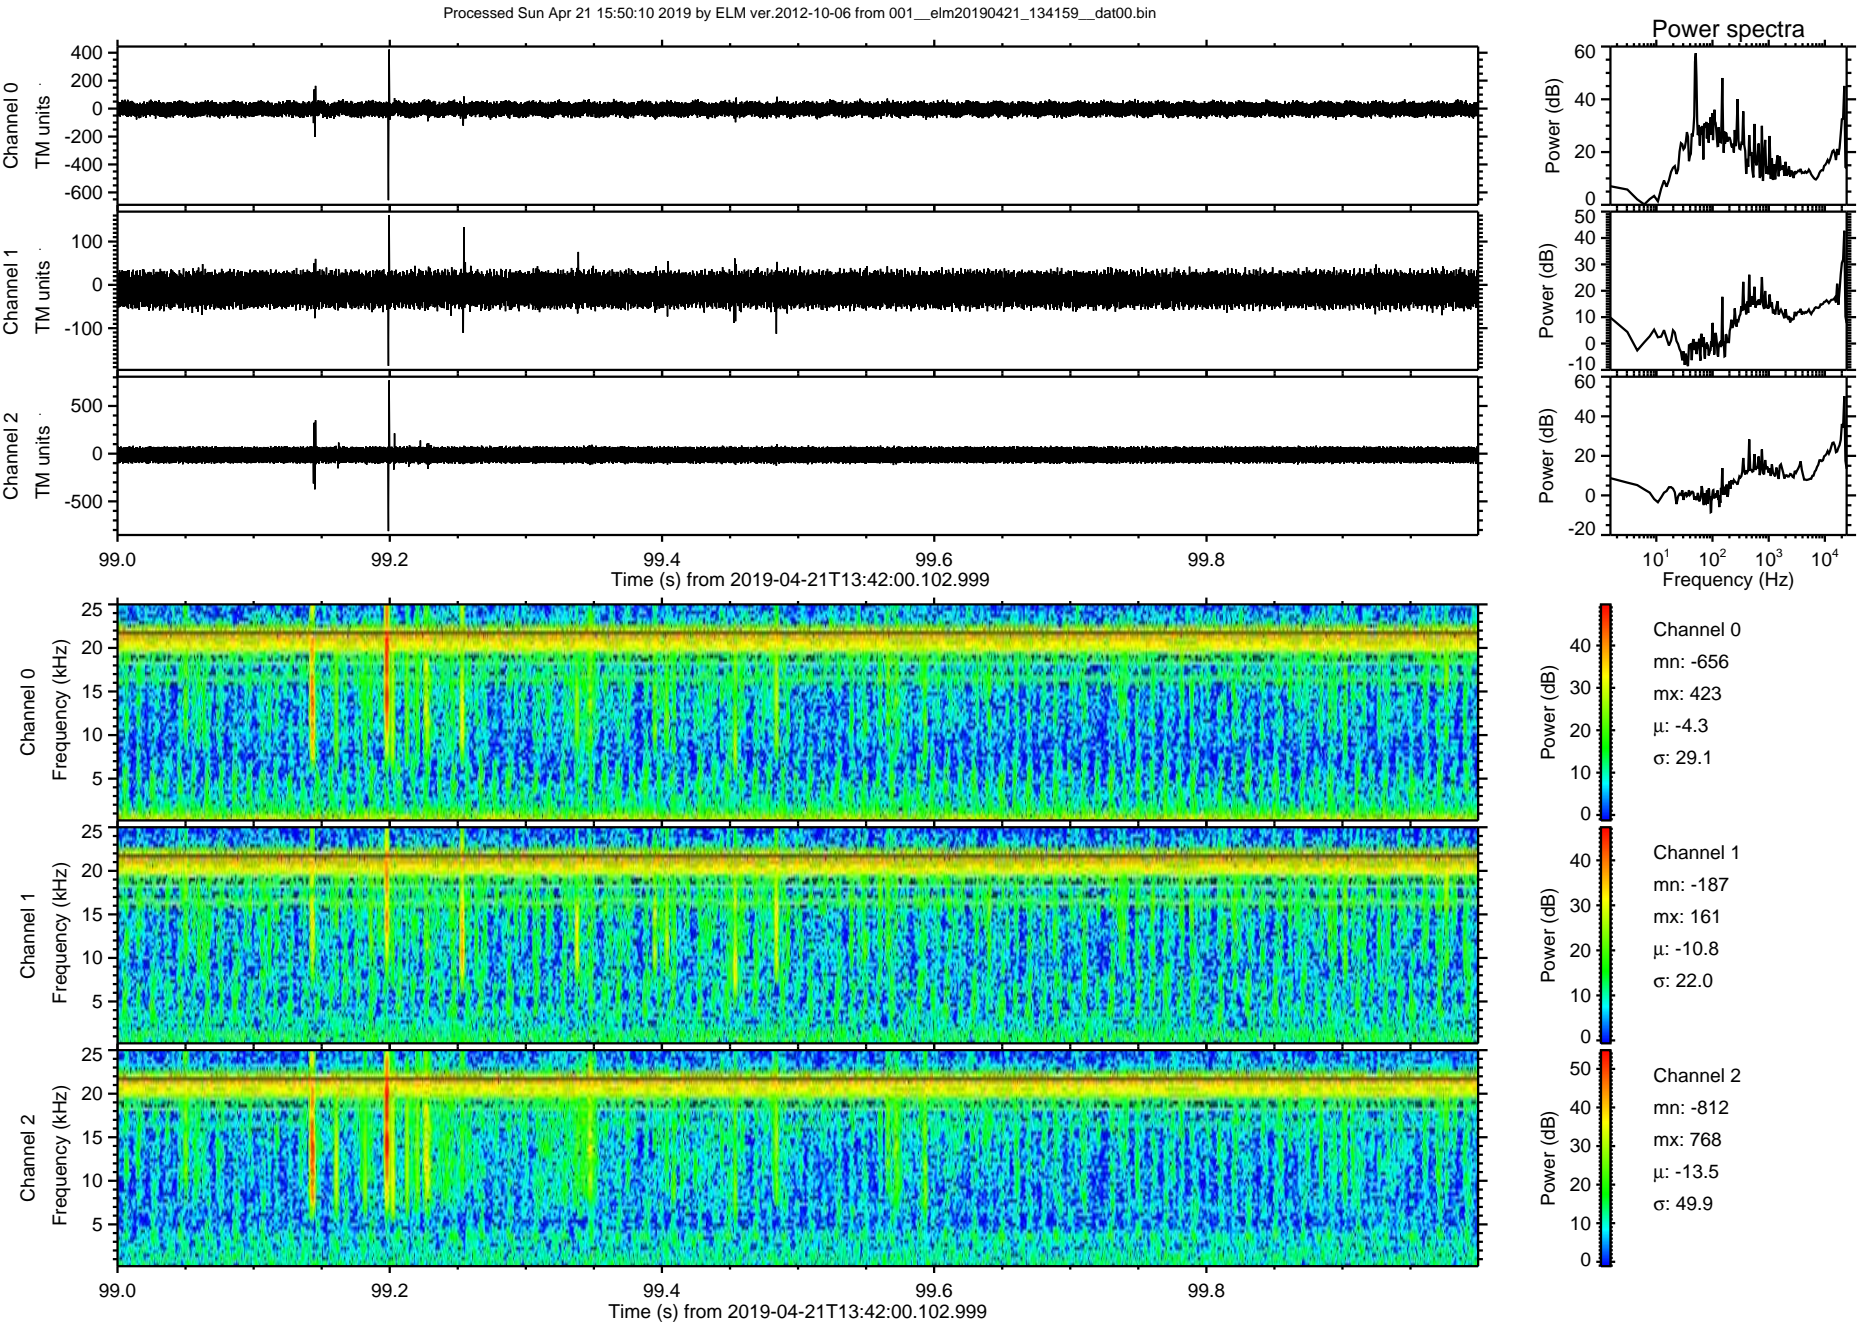 Processed Sun Apr 21 15:50:10 2019 by ELM ver.2012-10-06 from 001__elm20190421_134159__dat00.bin
Power spectra
Channel 0
TM units
400
200
0
-200
-400
-600
Power (dB)
60
40
20
0
Channel 1
TM units
100
0
-100
Power (dB)
50
40
30
20
10
0
-10
Channel 2
TM units
500
0
-500
Power (dB)
60
40
20
0
-20
99.0 99.2 99.4 99.6 99.8
Time (s) from 2019-04-21T13:42:00.102.999
10^1 10^2 10^3 10^4
Frequency (Hz)
Channel 0
Frequency (kHz)
25
20
15
10
5
Power (dB)
40
30
20
10
0
Channel 0
mn: -656
mx: 423
μ: -4.3
σ: 29.1
Channel 1
Frequency (kHz)
25
20
15
10
5
Power (dB)
40
30
20
10
0
Channel 1
mn: -187
mx: 161
μ: -10.8
σ: 22.0
Channel 2
Frequency (kHz)
25
20
15
10
5
Power (dB)
50
40
30
20
10
0
Channel 2
mn: -812
mx: 768
μ: -13.5
σ: 49.9
99.0 99.2 99.4 99.6 99.8
Time (s) from 2019-04-21T13:42:00.102.999